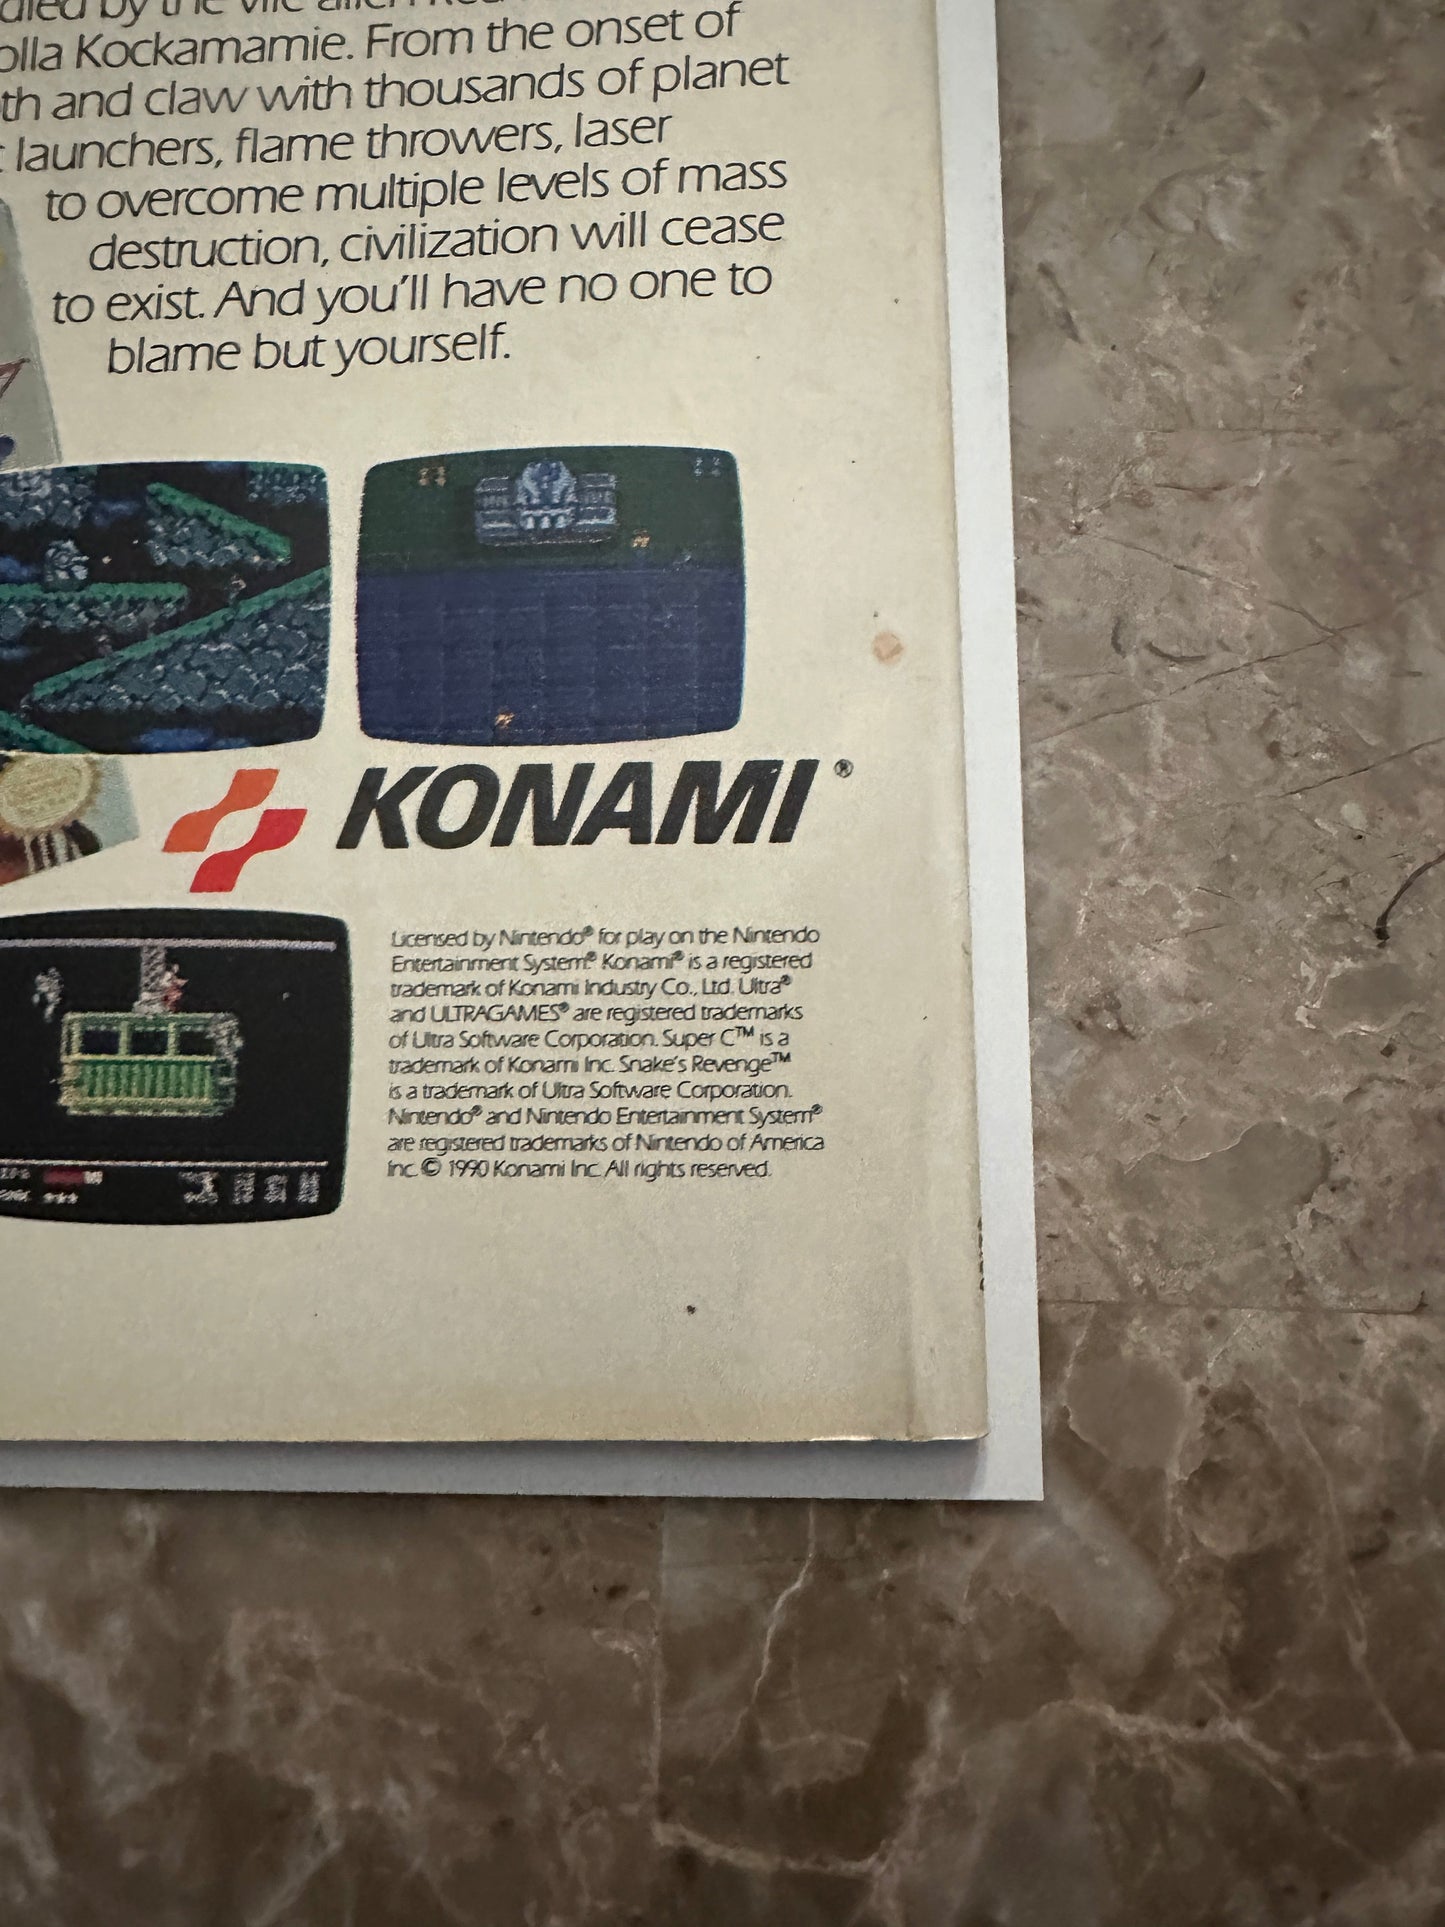 by the vile alien
Kockamamie. From the onset of
and claw with thousands of planet
launchers, flame throwers, laser
to overcome multiple levels of mass
destruction, civilization will cease
to exist. And you'll have no one to
blame but yourself.
KONAMI®
Licensed by Nintendo® for play on the Nintendo
Entertainment System® Konami® is a registered
trademark of Konami Industry Co., Ltd. Ultra®
and ULTRAGAMES® are registered trademarks
of Ultra Software Corporation. Super C™ is a
trademark of Konami Inc. Snake's Revenge™
is a trademark of Ultra Software Corporation.
Nintendo® and Nintendo Entertainment System®
are registered trademarks of Nintendo of America
Inc. © 1990 Konami Inc. All rights reserved.